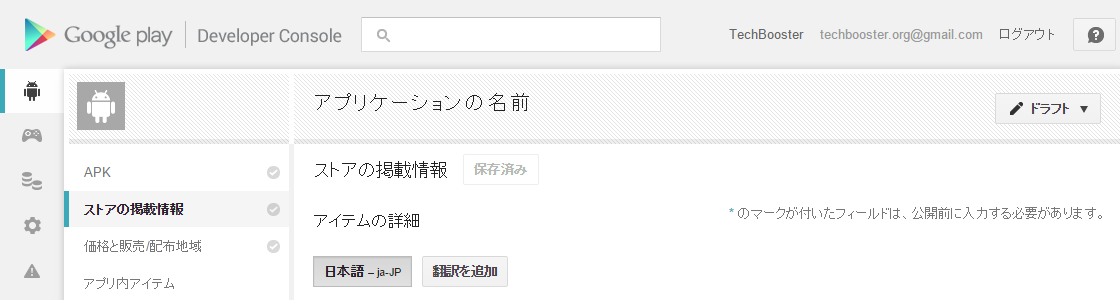 Google play Developer Console
TechBooster techbooster.org@gmail.com ログアウト
アプリケーションの名前
ドラフト
APK
ストアの掲載情報
価格と販売/配布地域
アプリ内アイテム
ストアの掲載情報 保存済み
アイテムの詳細
* のマークが付いたフィールドは、公開前に入力する必要があります。
日本語 – ja-JP 翻訳を追加